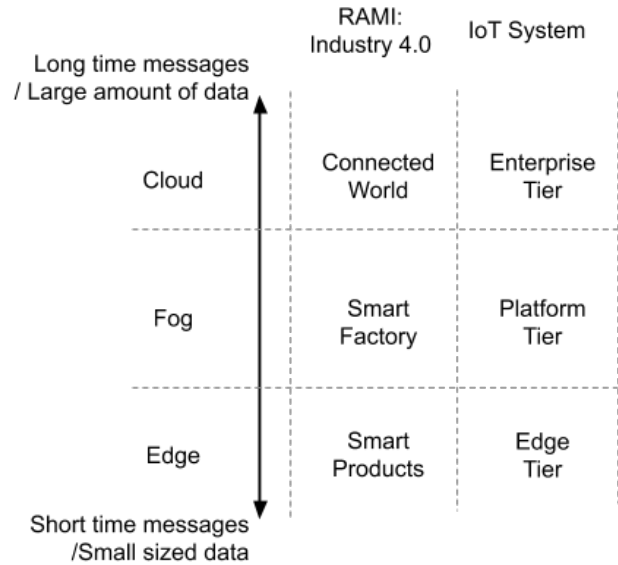 RAMI:
Industry 4.0
IoT System
Long time messages
/ Large amount of data
Cloud
Connected
World
Enterprise
Tier
Fog
Smart
Factory
Platform
Tier
Edge
Smart
Products
Edge
Tier
Short time messages
/Small sized data